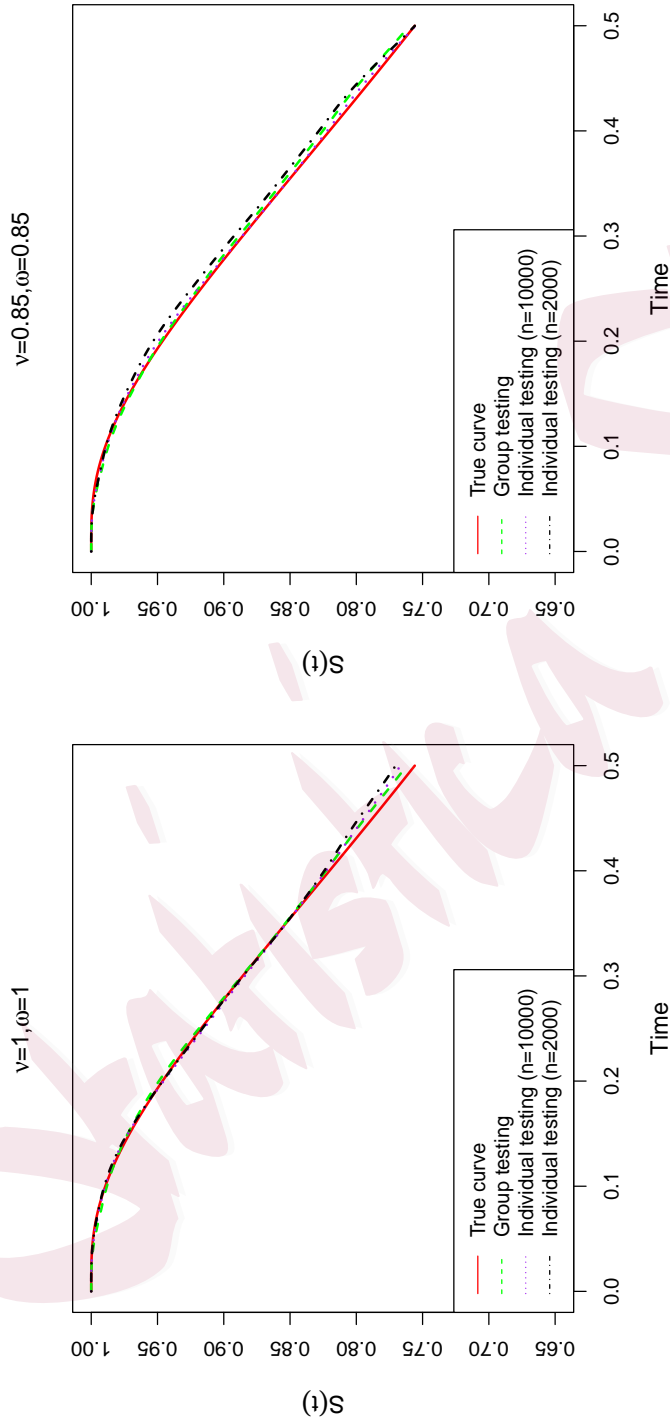 ν=1,ω=1
S(t)
1.00
0.95
0.90
0.85
0.80
0.75
0.70
0.65
True curve
Group testing
Individual testing (n=10000)
Individual testing (n=2000)
0.0
0.1
0.2
0.3
0.4
0.5
Time
ν=0.85,ω=0.85
S(t)
1.00
0.95
0.90
0.85
0.80
0.75
0.70
0.65
True curve
Group testing
Individual testing (n=10000)
Individual testing (n=2000)
0.0
0.1
0.2
0.3
0.4
0.5
Time
Statistica